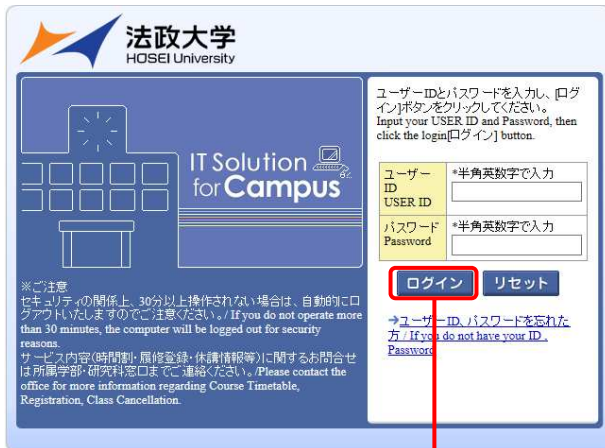 法政大学
HOSEI University
IT Solution
for Campus
※ご注意
セキュリティの関係上、30分以上操作されない場合は、自動的にロ
グアウトいたしますのでご注意ください。/ If you do not operate more
than 30 minutes, the computer will be logged out for security
reasons.
サービス内容(時間割・履修登録・休講情報等)に関するお問合せ
は所属学部・研究科窓口までご連絡ください。/Please contact the
office for more information regarding Course Timetable,
Registration, Class Cancellation.
ユーザーIDとパスワードを入力し、[ログ
イン]ボタンをクリックしてください。
Input your USER ID and Password, then
click the login[ログイン] button.
ユーザー
ID
USER ID
*半角英数字で入力
パスワード
Password
*半角英数字で入力
ログイン
リセット
→ユーザーID、パスワードを忘れた
方 / If you do not have your ID ,
Password